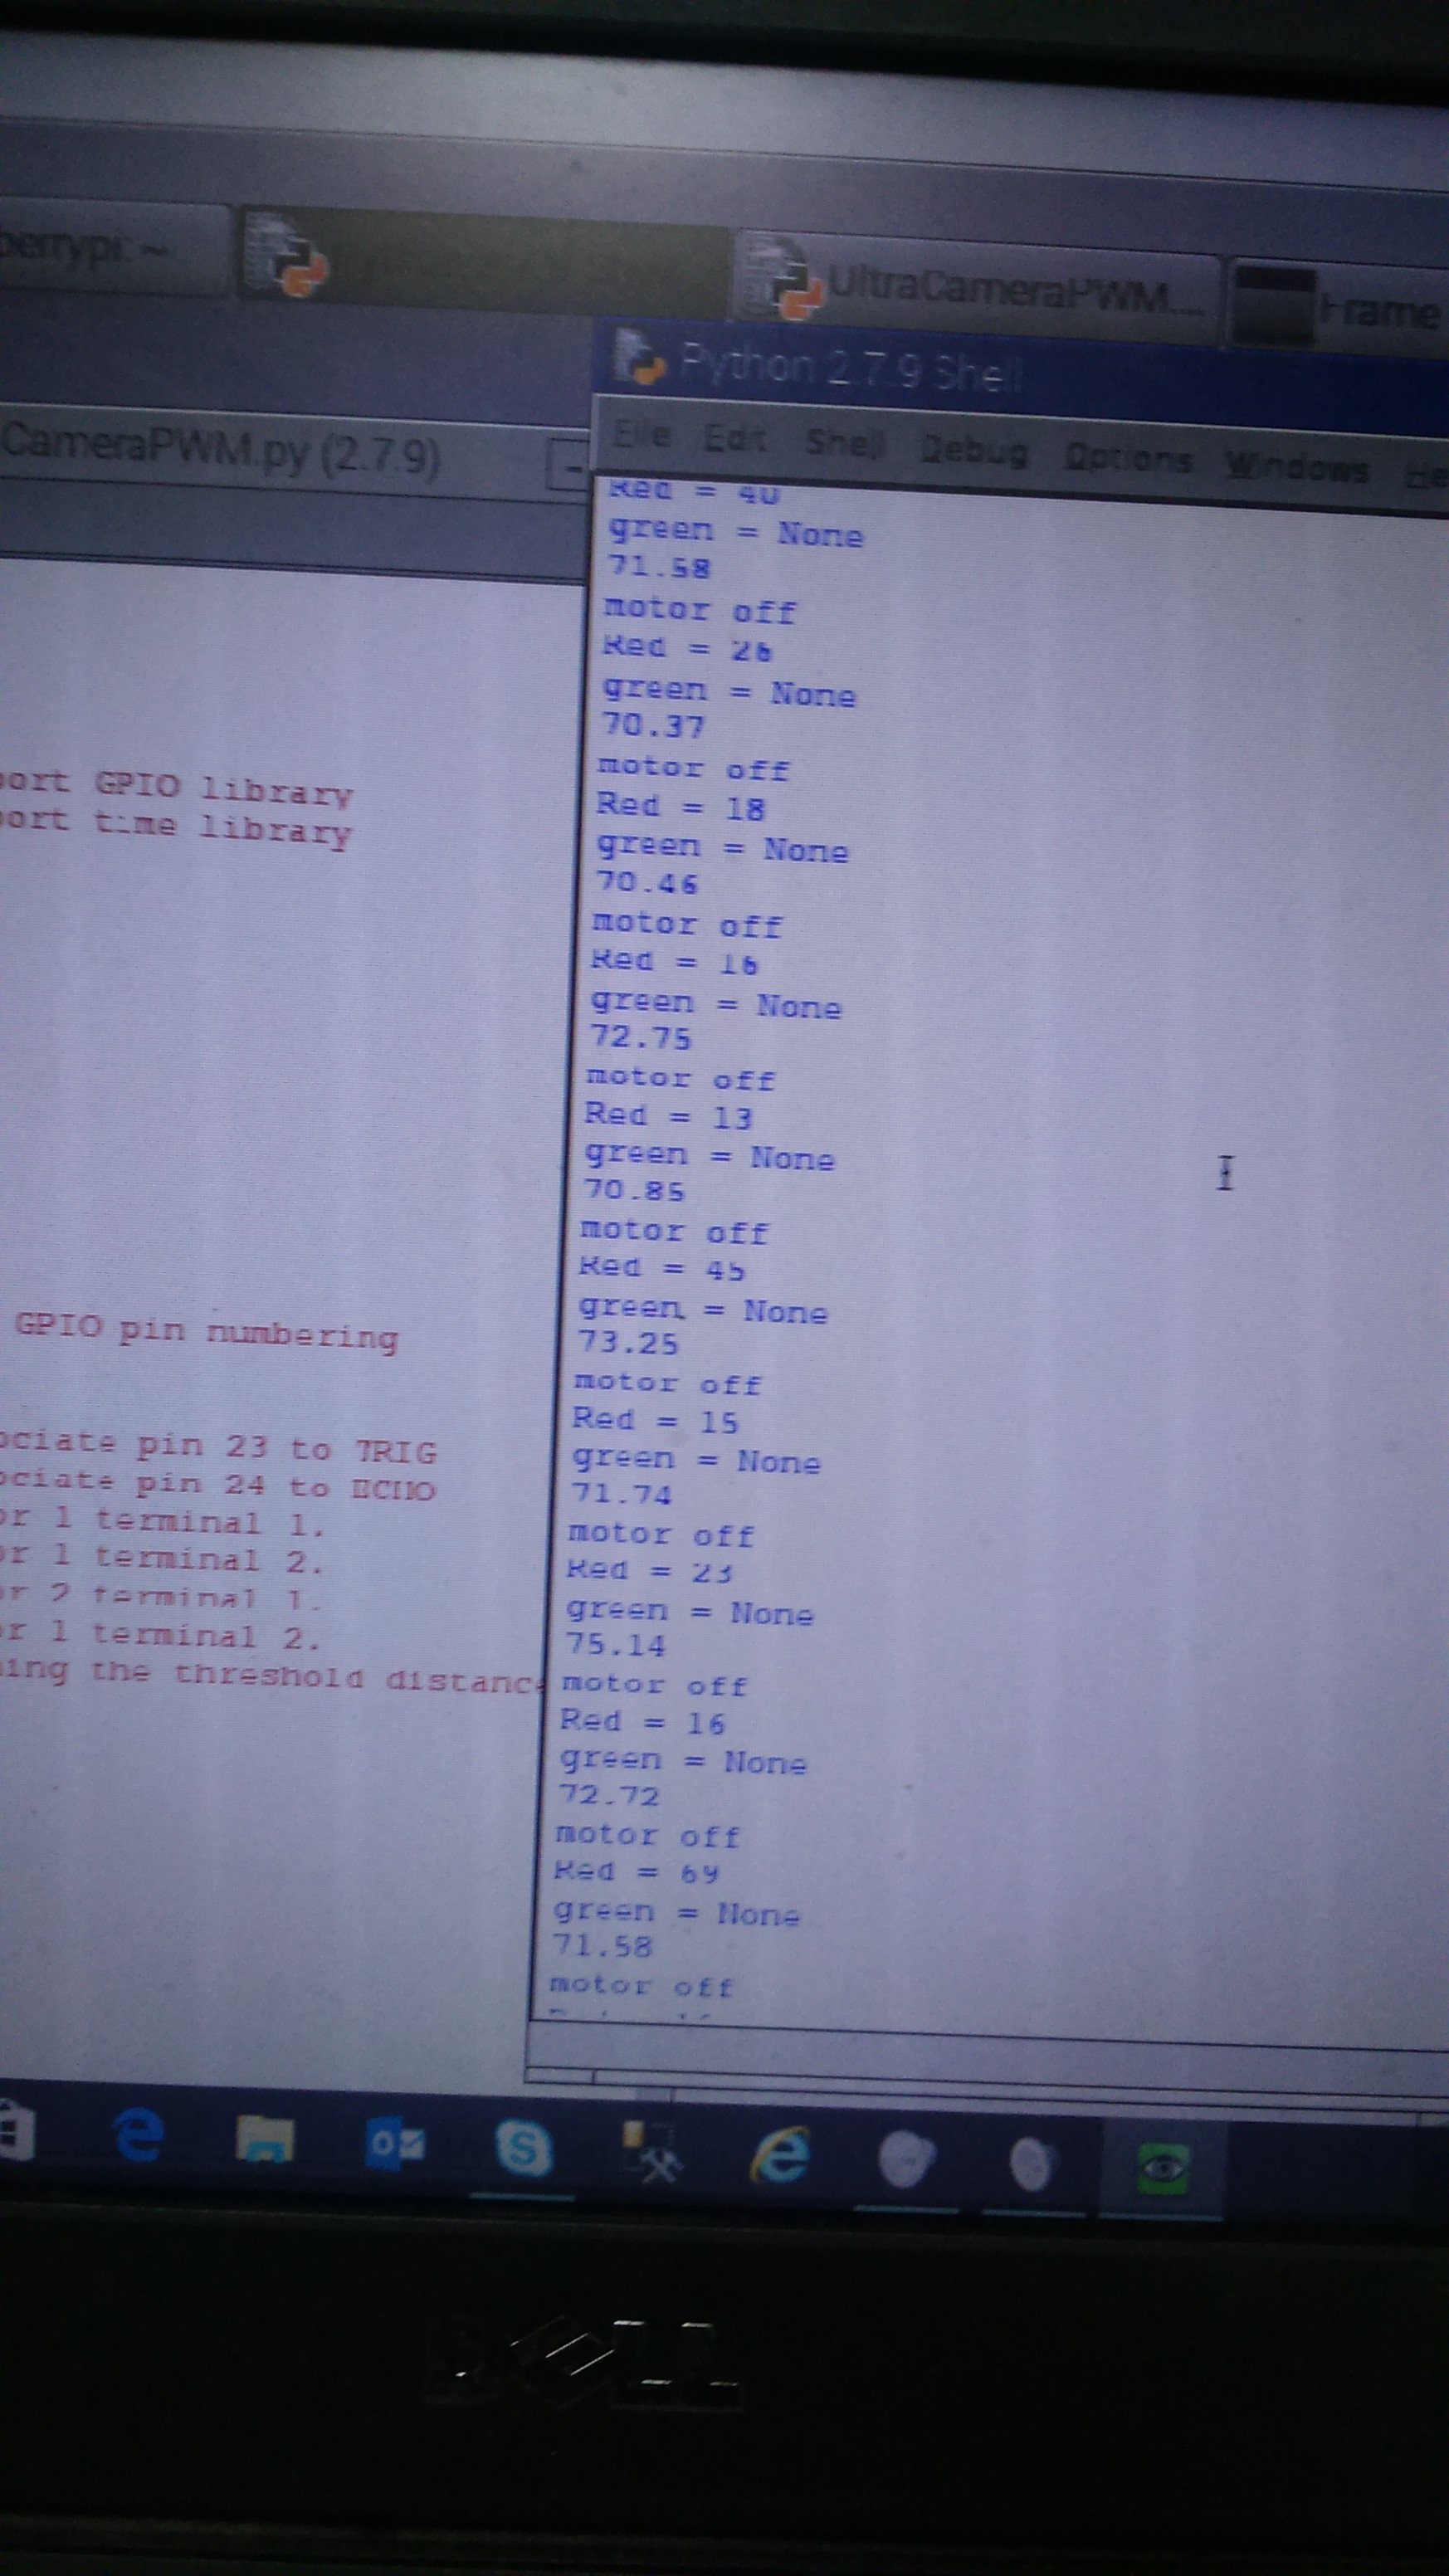 berrypi: ~
UltraCameraPWM....
Frame
Python 2.7.9 Shell
CameraPWM.py (2.7.9)
File Edit Shell Debug Options Windows He
ort GPIO library
ort time library
GPIO pin numbering
ociate pin 23 to TRIG
ociate pin 24 to ECHO
or 1 terminal 1.
or 1 terminal 2.
or 2 terminal 1.
or 1 terminal 2.
ing the threshold distanc
Red = 40
green = None
71.58
motor off
Red = 26
green = None
70.37
motor off
Red = 18
green = None
70.46
motor off
Red = 16
green = None
72.75
motor off
Red = 13
green = None
70.85
motor off
Red = 45
green = None
73.25
motor off
Red = 15
green = None
71.74
motor off
Red = 23
green = None
75.14
motor off
Red = 16
green = None
72.72
motor off
Red = 69
green = None
71.58
motor off
DELL